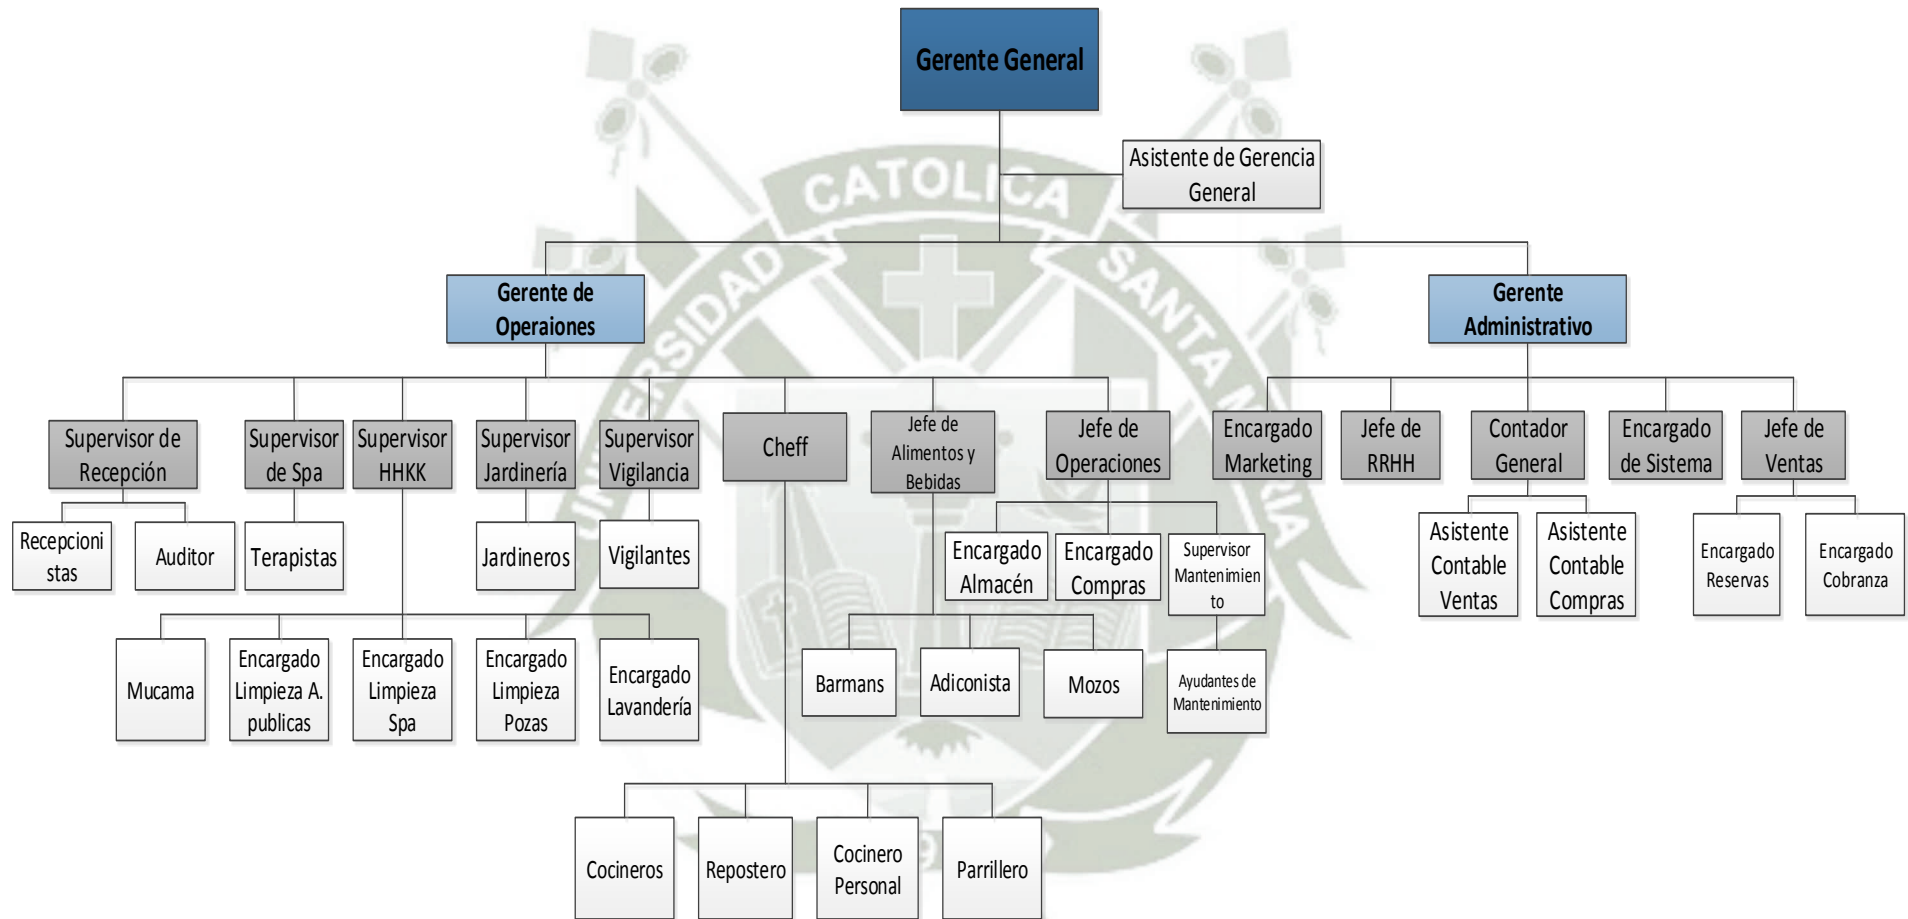 Gerente General
Asistente de Gerencia
General
CATOLICA
UNIVERSIDAD
SANTA MARIA
Gerente de
Operaiones
Gerente
Administrativo
Supervisor de
Recepción
Supervisor
de Spa
Supervisor
HHKK
Supervisor
Jardinería
Supervisor
Vigilancia
Cheff
Jefe de
Alimentos y
Bebidas
Jefe de
Operaciones
Encargado
Marketing
Jefe de
RRHH
Contador
General
Encargado
de Sistema
Jefe de
Ventas
Recepcioni
stas
Auditor
Terapistas
Jardineros
Vigilantes
Encargado
Almacén
Encargado
Compras
Supervisor
Mantenimien
to
Asistente
Contable
Ventas
Asistente
Contable
Compras
Encargado
Reservas
Encargado
Cobranza
Mucama
Encargado
Limpieza A.
publicas
Encargado
Limpieza
Spa
Encargado
Limpieza
Pozas
Encargado
Lavandería
Barmans
Adiconista
Mozos
Ayudantes de
Mantenimiento
Cocineros
Repostero
Cocinero
Personal
Parrillero